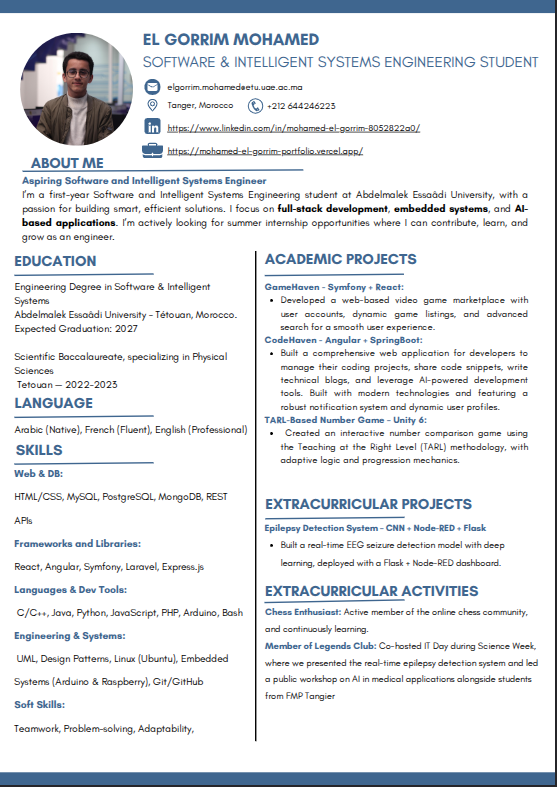 EL GORRIM MOHAMED
SOFTWARE & INTELLIGENT SYSTEMS ENGINEERING STUDENT
elgorrim.mohamed@etu.uae.ac.ma
Tanger, Morocco +212 644246223
https://www.linkedin.com/in/mohamed-el-gorrim-8052822a0/
https://mohamed-el-gorrim-portfolio.vercel.app/
ABOUT ME
Aspiring Software and Intelligent Systems Engineer
I'm a first-year Software and Intelligent Systems Engineering student at Abdelmalek Essaâdi University, with a
passion for building smart, efficient solutions. I focus on full-stack development, embedded systems, and AI-
based applications. I'm actively looking for summer internship opportunities where I can contribute, learn, and
grow as an engineer.
EDUCATION
Engineering Degree in Software & Intelligent
Systems
Abdelmalek Essaâdi University – Tétouan, Morocco.
Expected Graduation: 2027
Scientific Baccalaureate, specializing in Physical
Sciences
Tetouan — 2022-2023
LANGUAGE
Arabic (Native), French (Fluent), English (Professional)
SKILLS
Web & DB:
HTML/CSS, MySQL, PostgreSQL, MongoDB, REST
APIs
Frameworks and Libraries:
React, Angular, Symfony, Laravel, Express.js
Languages & Dev Tools:
C/C++, Java, Python, JavaScript, PHP, Arduino, Bash
Engineering & Systems:
UML, Design Patterns, Linux (Ubuntu), Embedded
Systems (Arduino & Raspberry), Git/GitHub
Soft Skills:
Teamwork, Problem-solving, Adaptability,
ACADEMIC PROJECTS
GameHaven - Symfony + React:
• Developed a web-based video game marketplace with
user accounts, dynamic game listings, and advanced
search for a smooth user experience.
CodeHaven - Angular + SpringBoot:
• Built a comprehensive web application for developers to
manage their coding projects, share code snippets, write
technical blogs, and leverage AI-powered development
tools. Built with modern technologies and featuring a
robust notification system and dynamic user profiles.
TARL-Based Number Game - Unity 6:
• Created an interactive number comparison game using
the Teaching at the Right Level (TARL) methodology, with
adaptive logic and progression mechanics.
EXTRACURRICULAR PROJECTS
Epilepsy Detection System – CNN + Node-RED + Flask
• Built a real-time EEG seizure detection model with deep
learning, deployed with a Flask + Node-RED dashboard.
EXTRACURRICULAR ACTIVITIES
Chess Enthusiast: Active member of the online chess community,
and continuously learning.
Member of Legends Club: Co-hosted IT Day during Science Week,
where we presented the real-time epilepsy detection system and led
a public workshop on AI in medical applications alongside students
from FMP Tangier